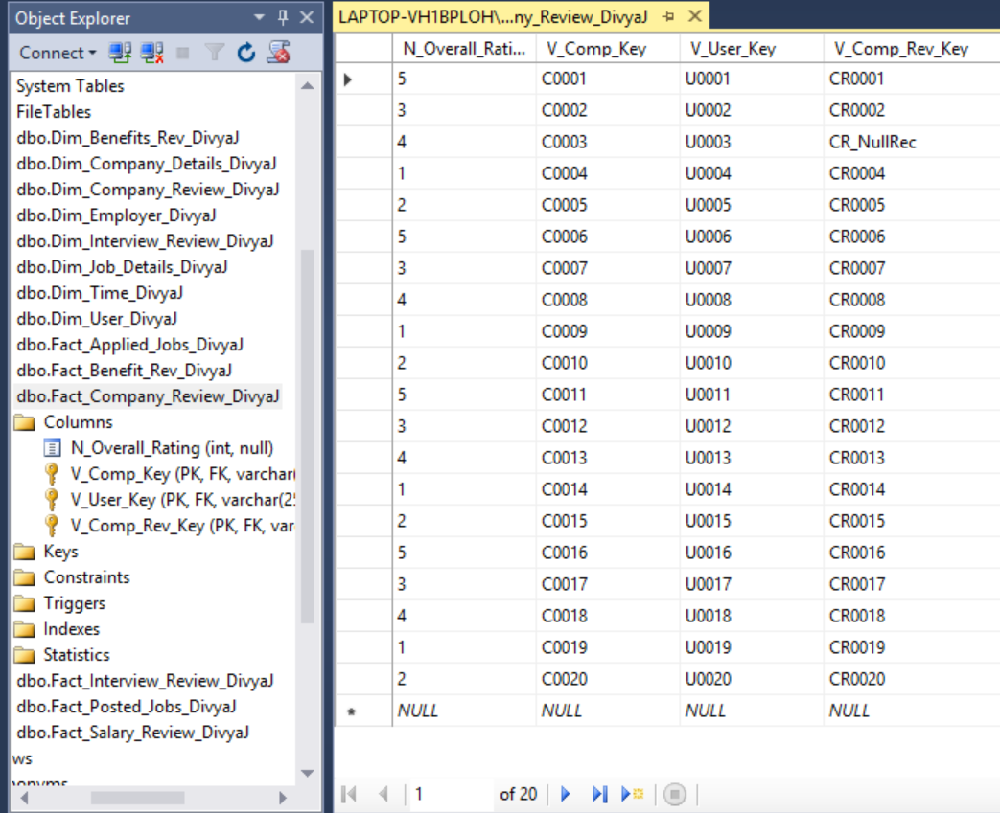 Object Explorer
Connect
System Tables
FileTables
dbo.Dim_Benefits_Rev_DivyaJ
dbo.Dim_Company_Details_DivyaJ
dbo.Dim_Company_Review_DivyaJ
dbo.Dim_Employer_DivyaJ
dbo.Dim_Interview_Review_DivyaJ
dbo.Dim_Job_Details_DivyaJ
dbo.Dim_Time_DivyaJ
dbo.Dim_User_DivyaJ
dbo.Fact_Applied_Jobs_DivyaJ
dbo.Fact_Benefit_Rev_DivyaJ
dbo.Fact_Company_Review_DivyaJ
Columns
N_Overall_Rating (int, null)
V_Comp_Key (PK, FK, varchar(
V_User_Key (PK, FK, varchar(2
V_Comp_Rev_Key (PK, FK, var
Keys
Constraints
Triggers
Indexes
Statistics
dbo.Fact_Interview_Review_DivyaJ
dbo.Fact_Posted_Jobs_DivyaJ
dbo.Fact_Salary_Review_DivyaJ
ws
LAPTOP-VH1BPLOH\...ny_Review_DivyaJ
N_Overall_Rati... V_Comp_Key V_User_Key V_Comp_Rev_Key
5 C0001 U0001 CR0001
3 C0002 U0002 CR0002
4 C0003 U0003 CR_NullRec
1 C0004 U0004 CR0004
2 C0005 U0005 CR0005
5 C0006 U0006 CR0006
3 C0007 U0007 CR0007
4 C0008 U0008 CR0008
1 C0009 U0009 CR0009
2 C0010 U0010 CR0010
5 C0011 U0011 CR0011
3 C0012 U0012 CR0012
4 C0013 U0013 CR0013
1 C0014 U0014 CR0014
2 C0015 U0015 CR0015
5 C0016 U0016 CR0016
3 C0017 U0017 CR0017
4 C0018 U0018 CR0018
1 C0019 U0019 CR0019
2 C0020 U0020 CR0020
NULL NULL NULL NULL
1 of 20